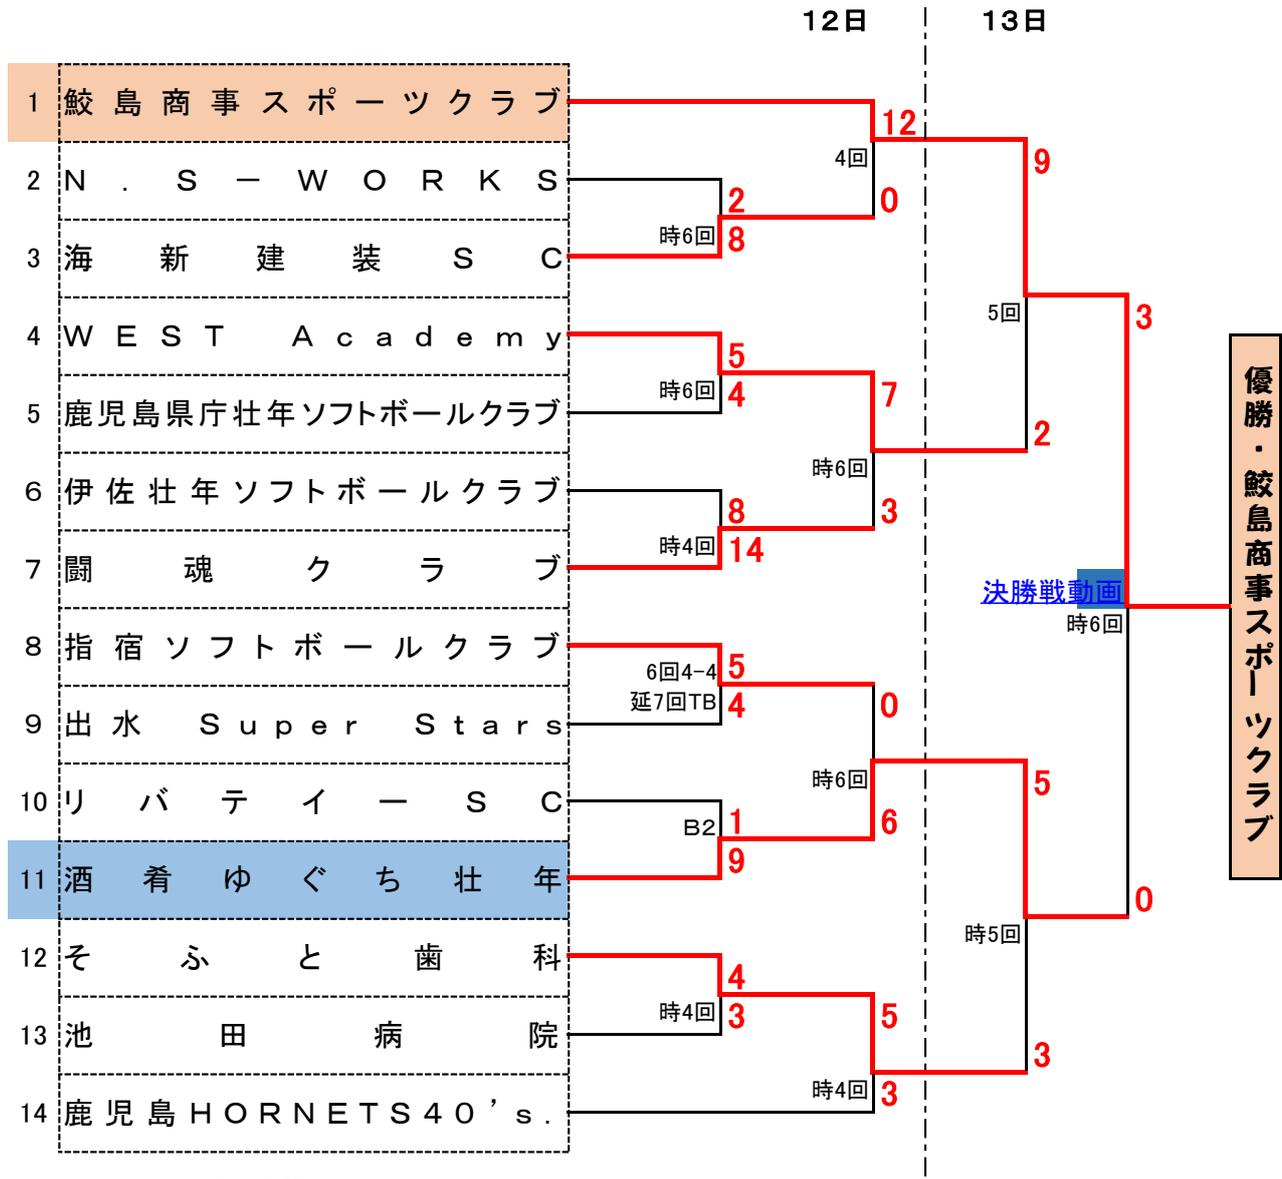 12日 13日
1 鮫島商事スポーツクラブ
12
4回
9
2 N.S－WORKS
2
0
時6回
8
3 海新建装SC
5回
3
4 WEST Academy
5
時6回
4
7
5 鹿児島県庁壮年ソフトボールクラブ
2
時6回
6 伊佐壮年ソフトボールクラブ
8
3
時4回
14
7 闘魂クラブ
決勝戦動画
時6回
8 指宿ソフトボールクラブ
6回4-4
5
延7回TB
4
0
9 出水 Super Stars
時6回
5
10 リバテイーSC
B2
1
6
9
11 酒肴ゆぐち壮年
0
時5回
12 そふと歯科
4
時4回
3
5
13 池田病院
3
時4回
3
14 鹿児島HORNETS40’s.
優勝・鮫島商事スポーツクラブ